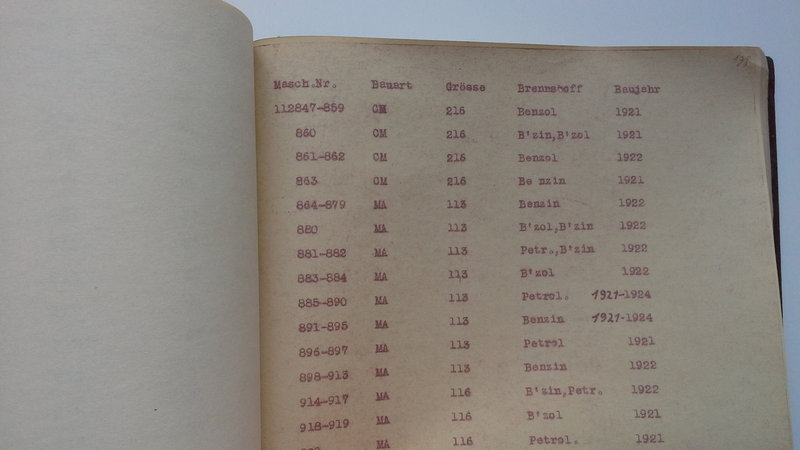 Masch.Nr. Bauart Grösse Brennstoff Baujahr
112847-859 CM 216 Benzol 1921
860 CM 216 B'zin,B'zol 1921
861-862 CM 216 Benzol 1922
863 CM 216 Be nzin 1921
864-879 MA 113 Benzin 1922
880 MA 113 B'zol,B'zin 1922
881-882 MA 113 Petr.,B'zin 1922
883-884 MA 113 B'zol 1922
885-890 MA 113 Petrol. 1921-1924
891-895 MA 113 Benzin 1921-1924
896-897 MA 113 Petrol 1921
898-913 MA 113 Benzin 1922
914-917 MA 116 B'zin,Petr. 1922
918-919 MA 116 B'zol 1921
MA 116 Petrol. 1921